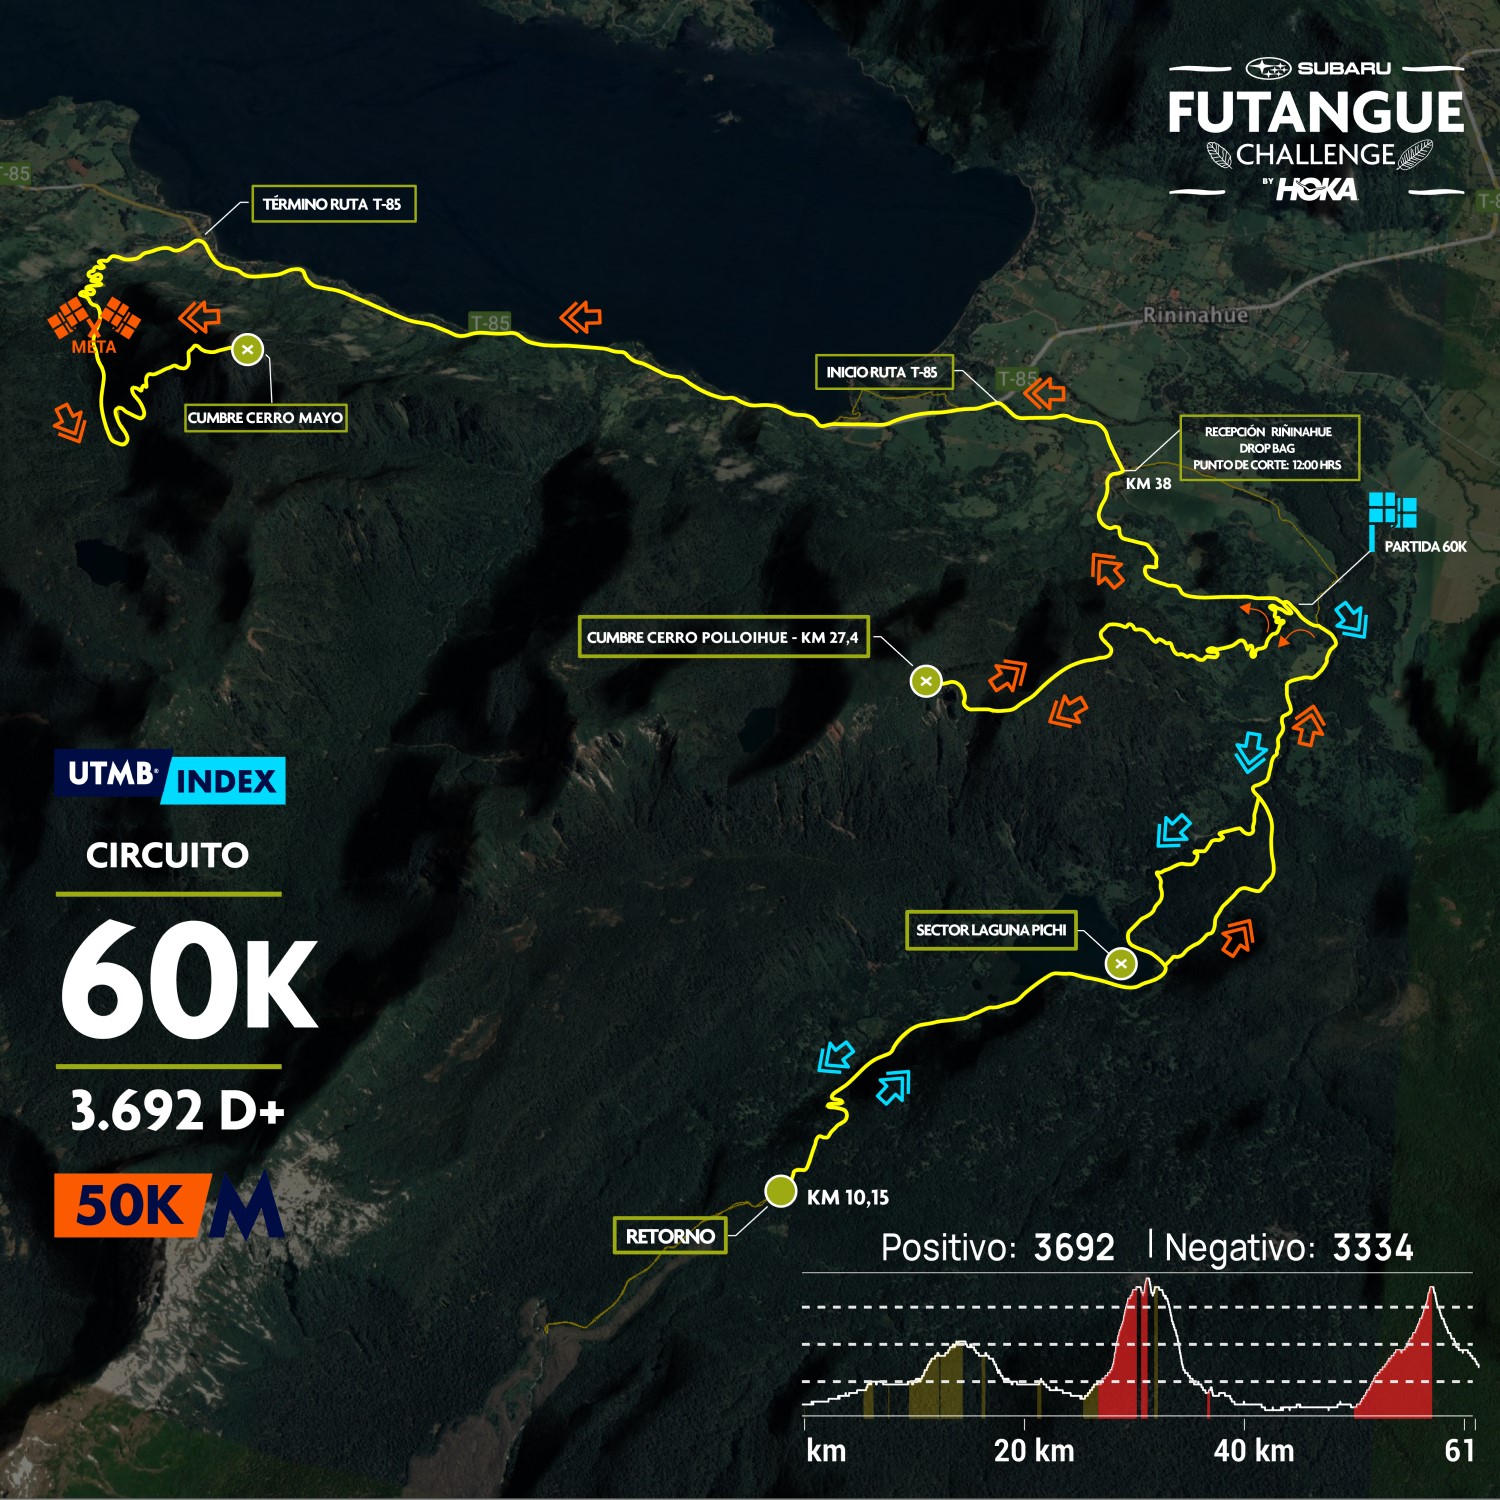 SUBARU
FUTANGUE
CHALLENGE
BY HOKA
T-85
TÉRMINO RUTA T-85
T-8
META
T-85
Rininahue
CUMBRE CERRO MAYO
INICIO RUTA T-85
T-85
RECEPCIÓN RIÑINAHUE
DROP BAG
PUNTO DE CORTE: 12:00 HRS
KM 38
PARTIDA 60K
CUMBRE CERRO POLLOIHUE - KM 27,4
UTMB® INDEX
CIRCUITO
60K
3.692 D+
50K M
SECTOR LAGUNA PICHI
KM 10,15
RETORNO
Positivo: 3692 | Negativo: 3334
km 20 km 40 km 61